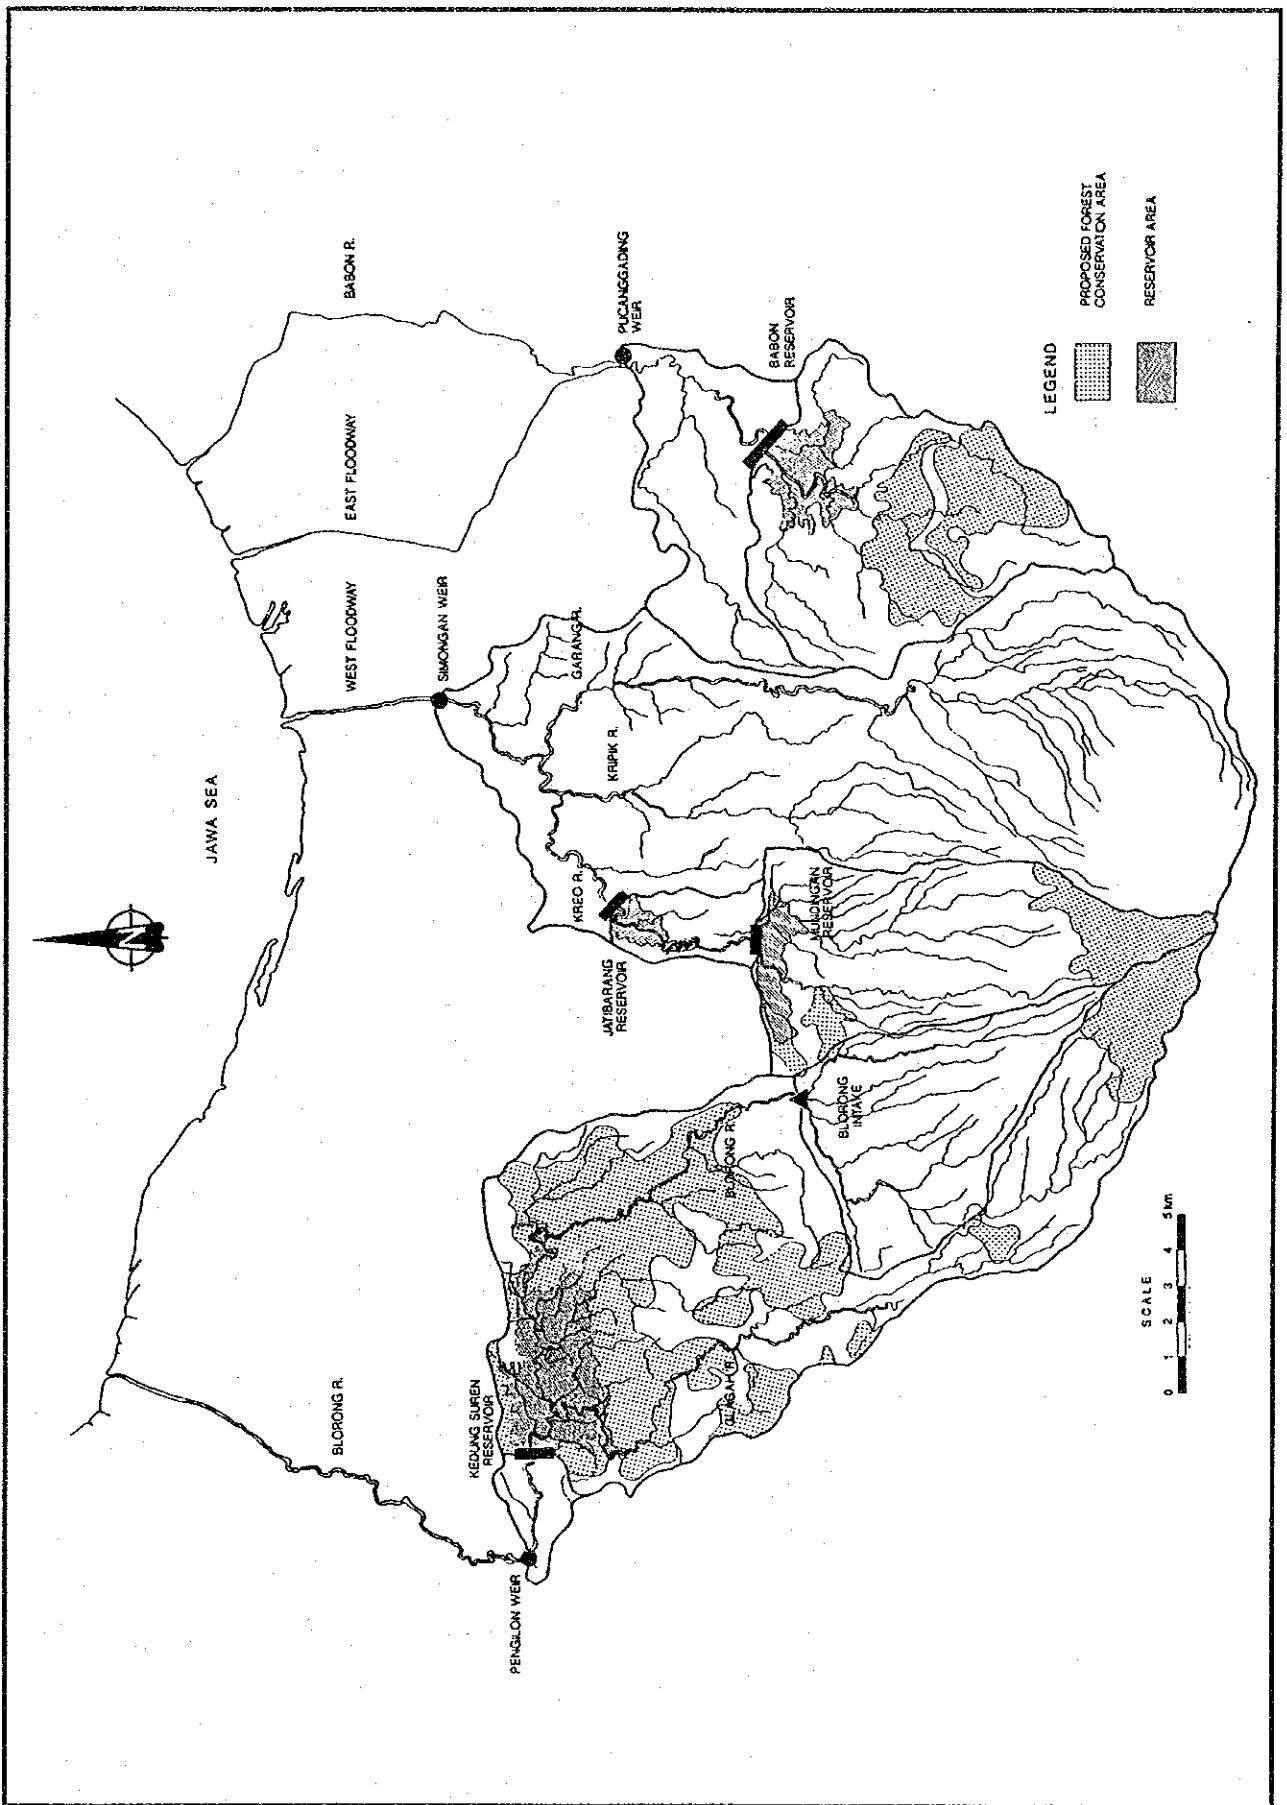 JAWA SEA
N
BLORONG R.
WEST FLOODWAY
EAST FLOODWAY
BABON R.
SIMONGAN WEIR
KEDUNG SUREN
RESERVOIR
PENGILON WEIR
KREO R.
GARANG R.
JATIBARANG
RESERVOIR
KRIPIK R.
PUCANGGADING
WEIR
GLAGAH R.
BLORONG R.
BABON
RESERVOIR
MUNDINGAN
RESERVOIR
BLORONG
INTAKE
LEGEND
PROPOSED FOREST
CONSERVATION AREA
RESERVOIR AREA
SCALE
0 1 2 3 4 5 km